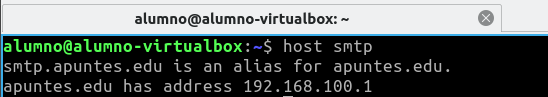 alumno@alumno-virtualbox: ~
alumno@alumno-virtualbox:~$ host smtp
smtp.apuntes.edu is an alias for apuntes.edu.
apuntes.edu has address 192.168.100.1